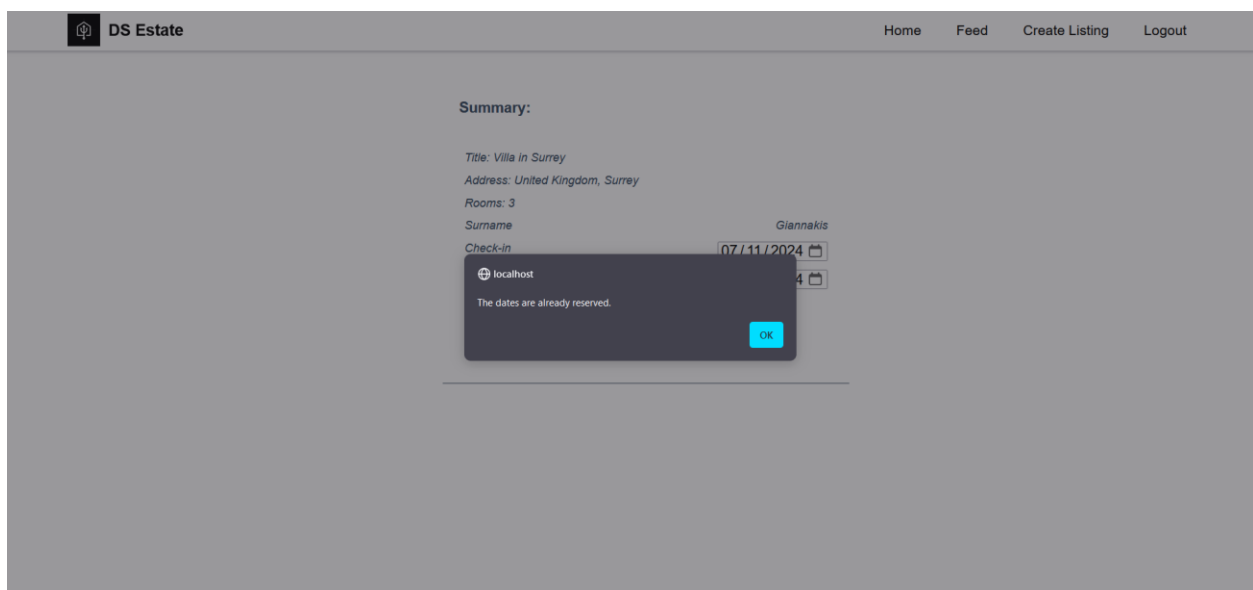 DS Estate Home Feed Create Listing Logout
Summary:
Title: Villa in Surrey
Address: United Kingdom, Surrey
Rooms: 3
Surname Giannakis
Check-in 07/11/2024
4
localhost
The dates are already reserved.
OK